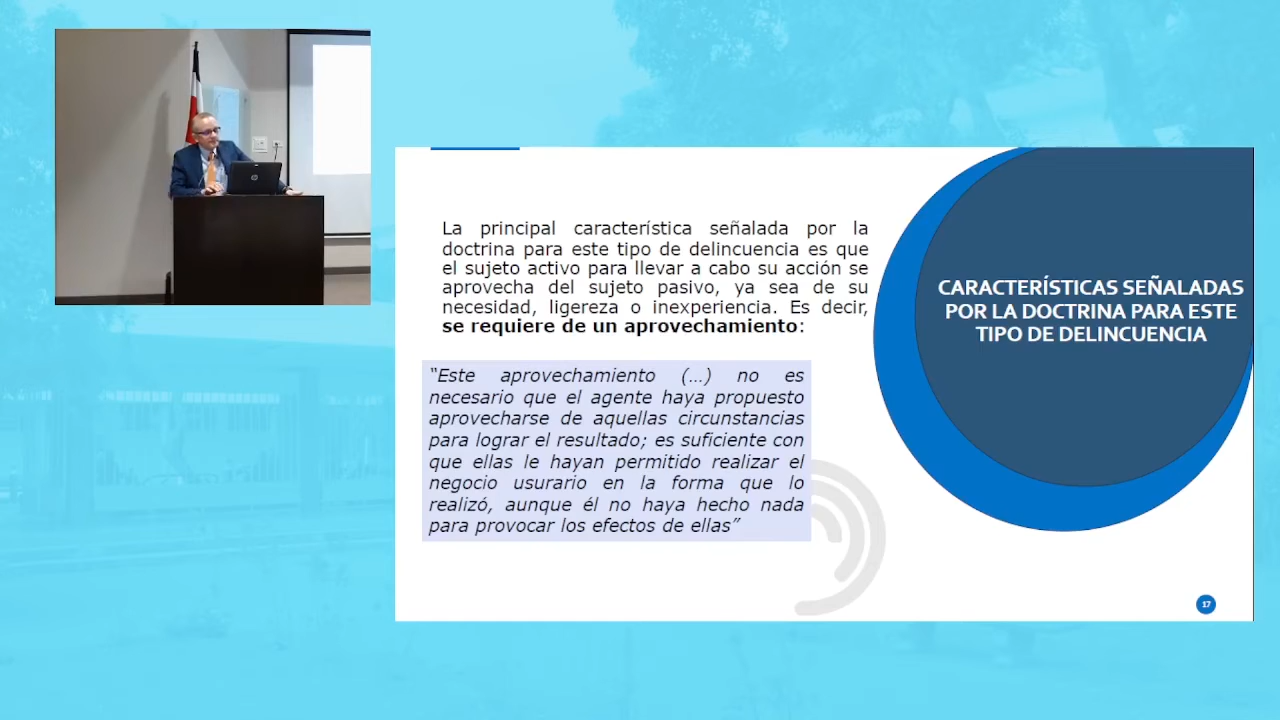 La principal característica señalada por la
doctrina para este tipo de delincuencia es que
el sujeto activo para llevar a cabo su acción se
aprovecha del sujeto pasivo, ya sea de su
necesidad, ligereza o inexperiencia. Es decir,
se requiere de un aprovechamiento:
“Este aprovechamiento (…) no es
necesario que el agente haya propuesto
aprovecharse de aquellas circunstancias
para lograr el resultado; es suficiente con
que ellas le hayan permitido realizar el
negocio usurario en la forma que lo
realizó, aunque él no haya hecho nada
para provocar los efectos de ellas”
CARACTERÍSTICAS SEÑALADAS
POR LA DOCTRINA PARA ESTE
TIPO DE DELINCUENCIA
17